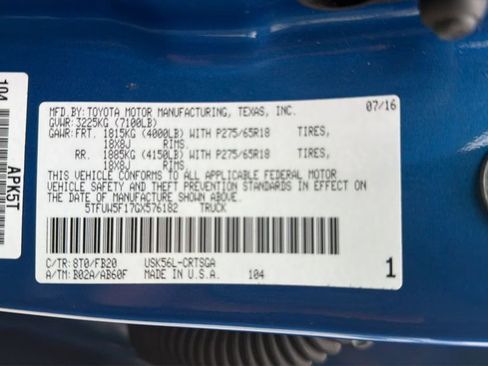 MFD.BY:TOYOTA MOTOR MANUFACTURING, TEXAS, INC. 07/16
GVWR: 3225KG (7100LB)
GAWR: FRT. 1815KG (4000LB) WITH P275/65R18 TIRES,
18X8J RIMS.
RR. 1885KG (4150LB) WITH P275/65R18 TIRES,
18X8J RIMS.
THIS VEHICLE CONFORMS TO ALL APPLICABLE FEDERAL MOTOR
VEHICLE SAFETY AND THEFT PREVENTION STANDARDS IN EFFECT ON
THE DATE OF MANUFACTURE SHOWN ABOVE.
5TFUW5F17GX576182 TRUCK
C/TR: 8T0/FB20 USK56L-CRTSGA
A/TM: B02A/AB60F MADE IN U.S.A. 104 1
104 APK5T